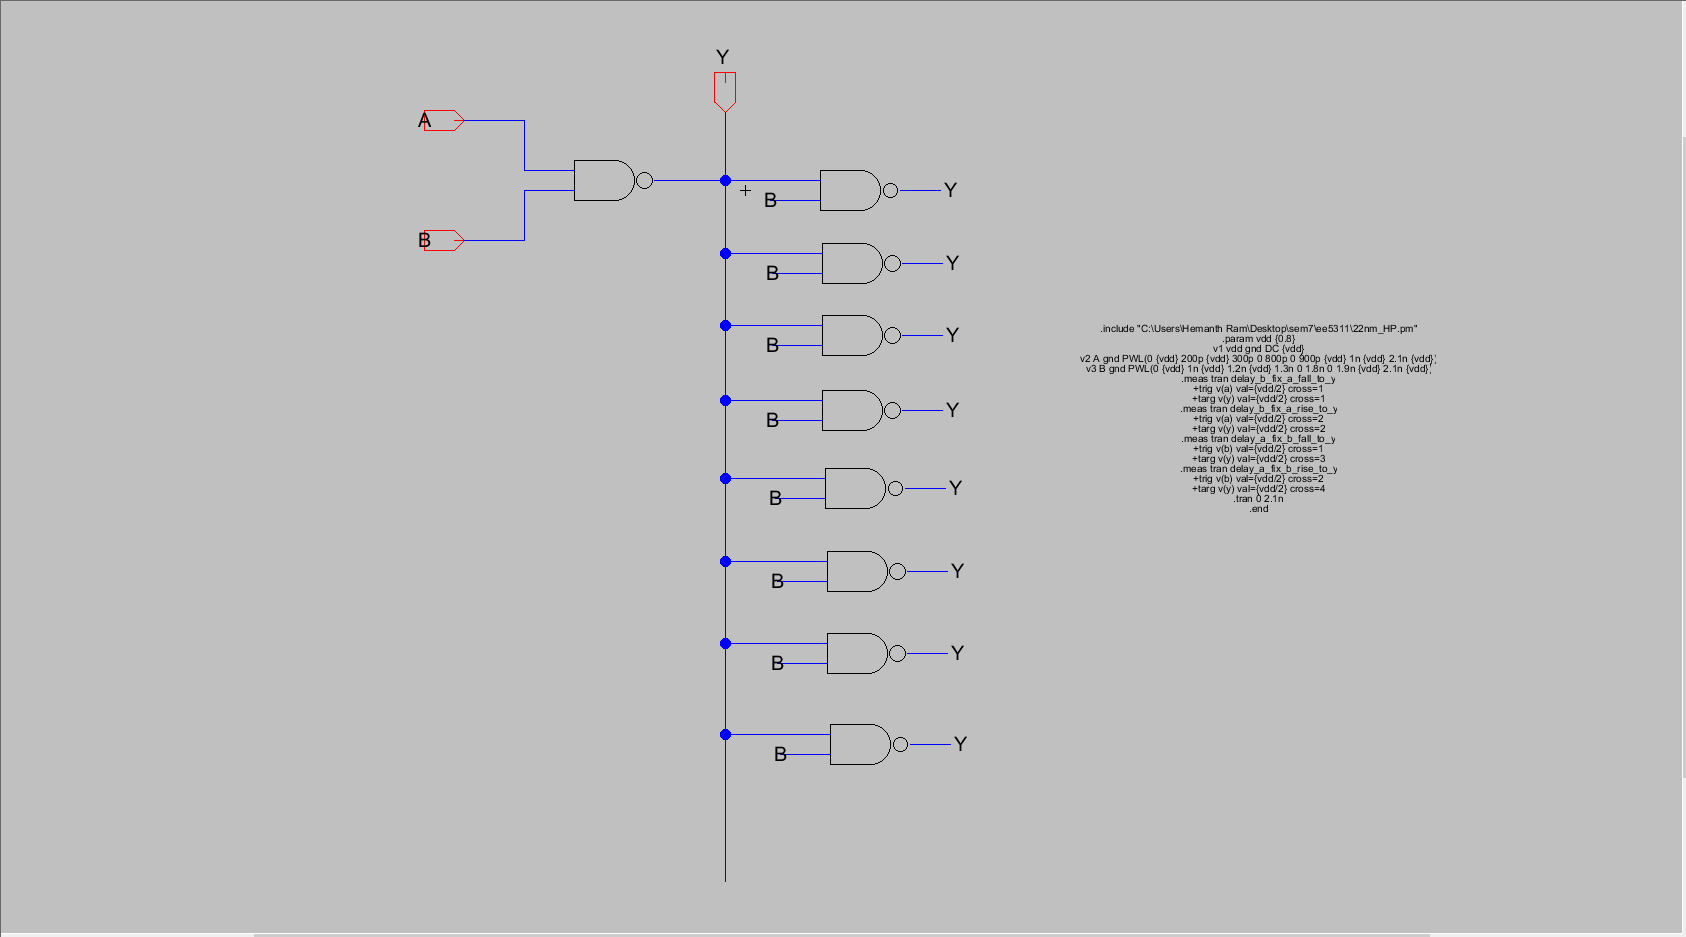 Y
A
B
B Y
B Y
B Y
B Y
B Y
B Y
B Y
B Y
.include "C:\Users\Hemanth Ram\Desktop\sem7\ee5311\22nm_HP.pm"
.param vdd {0.8}
v1 vdd gnd DC {vdd}
v2 A gnd PWL(0 {vdd} 200p {vdd} 300p 0 800p 0 900p {vdd} 1n {vdd} 2.1n {vdd})
v3 B gnd PWL(0 {vdd} 1n {vdd} 1.2n {vdd} 1.3n 0 1.8n 0 1.9n {vdd} 2.1n {vdd})
.meas tran delay_b_fix_a_fall_to_y
+trig v(a) val={vdd/2} cross=1
+targ v(y) val={vdd/2} cross=1
.meas tran delay_b_fix_a_rise_to_y
+trig v(a) val={vdd/2} cross=2
+targ v(y) val={vdd/2} cross=2
.meas tran delay_a_fix_b_fall_to_y
+trig v(b) val={vdd/2} cross=1
+targ v(y) val={vdd/2} cross=3
.meas tran delay_a_fix_b_rise_to_y
+trig v(b) val={vdd/2} cross=2
+targ v(y) val={vdd/2} cross=4
.tran 0 2.1n
.end